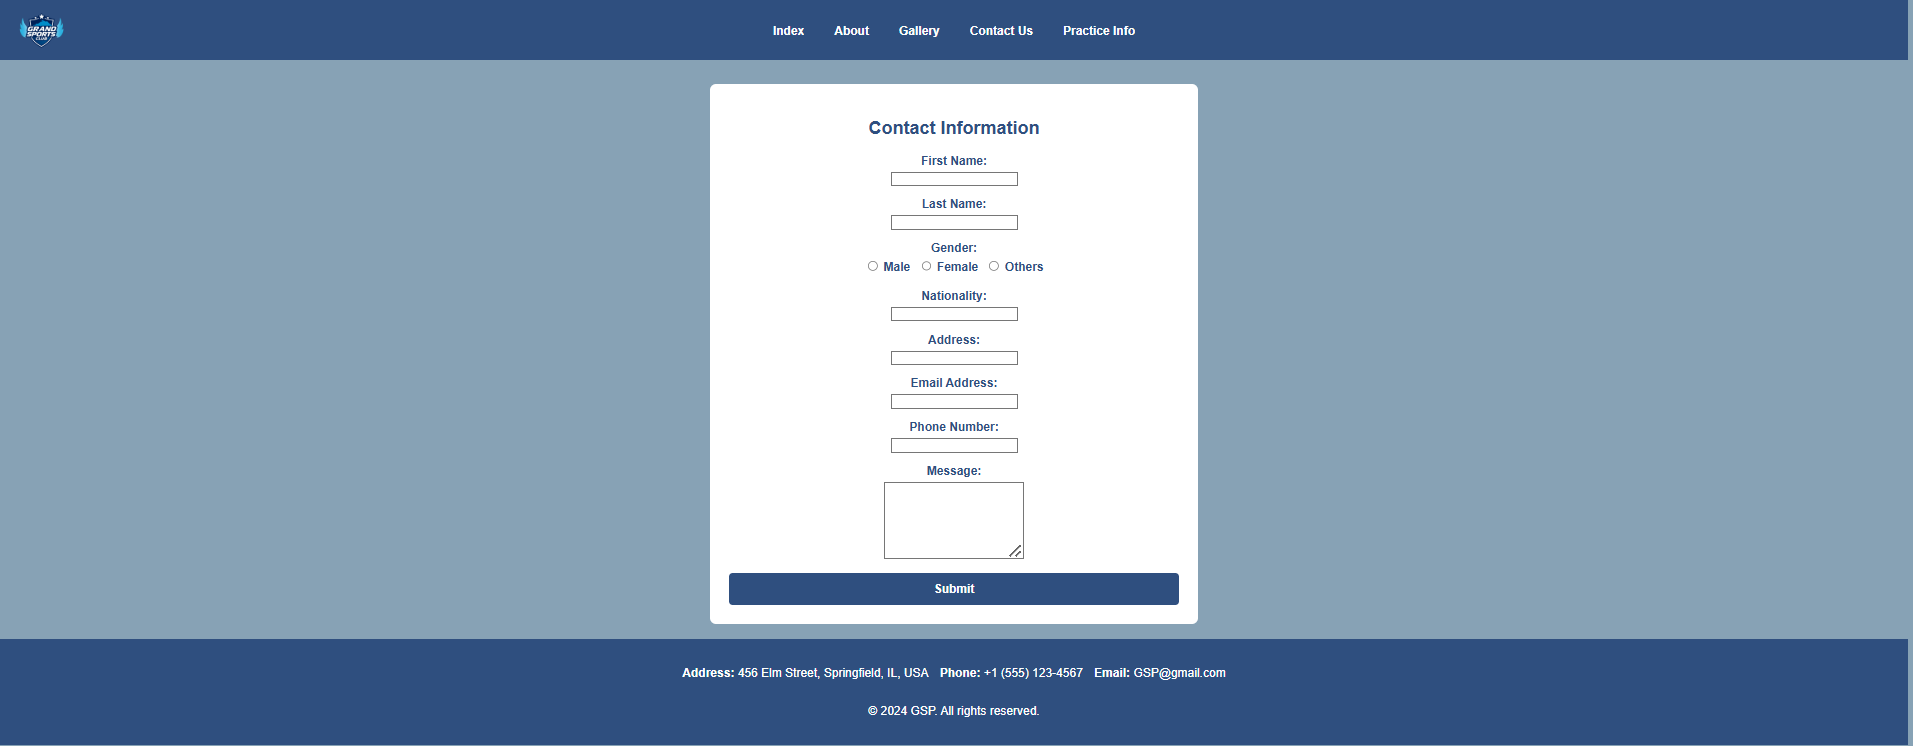 GRAND
SPORTS
CLUB
Index About Gallery Contact Us Practice Info
Contact Information
First Name:
Last Name:
Gender:
Male Female Others
Nationality:
Address:
Email Address:
Phone Number:
Message:
Submit
Address: 456 Elm Street, Springfield, IL, USA Phone: +1 (555) 123-4567 Email: GSP@gmail.com
© 2024 GSP. All rights reserved.